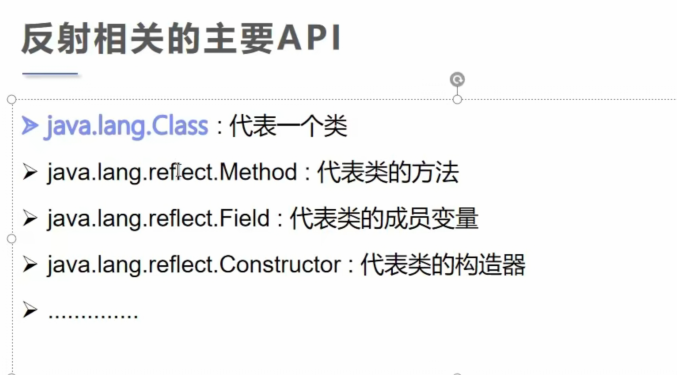 反射相关的主要API
➢ java.lang.Class : 代表一个类
➢ java.lang.reflect.Method : 代表类的方法
➢ java.lang.reflect.Field : 代表类的成员变量
➢ java.lang.reflect.Constructor : 代表类的构造器
➢ ..............